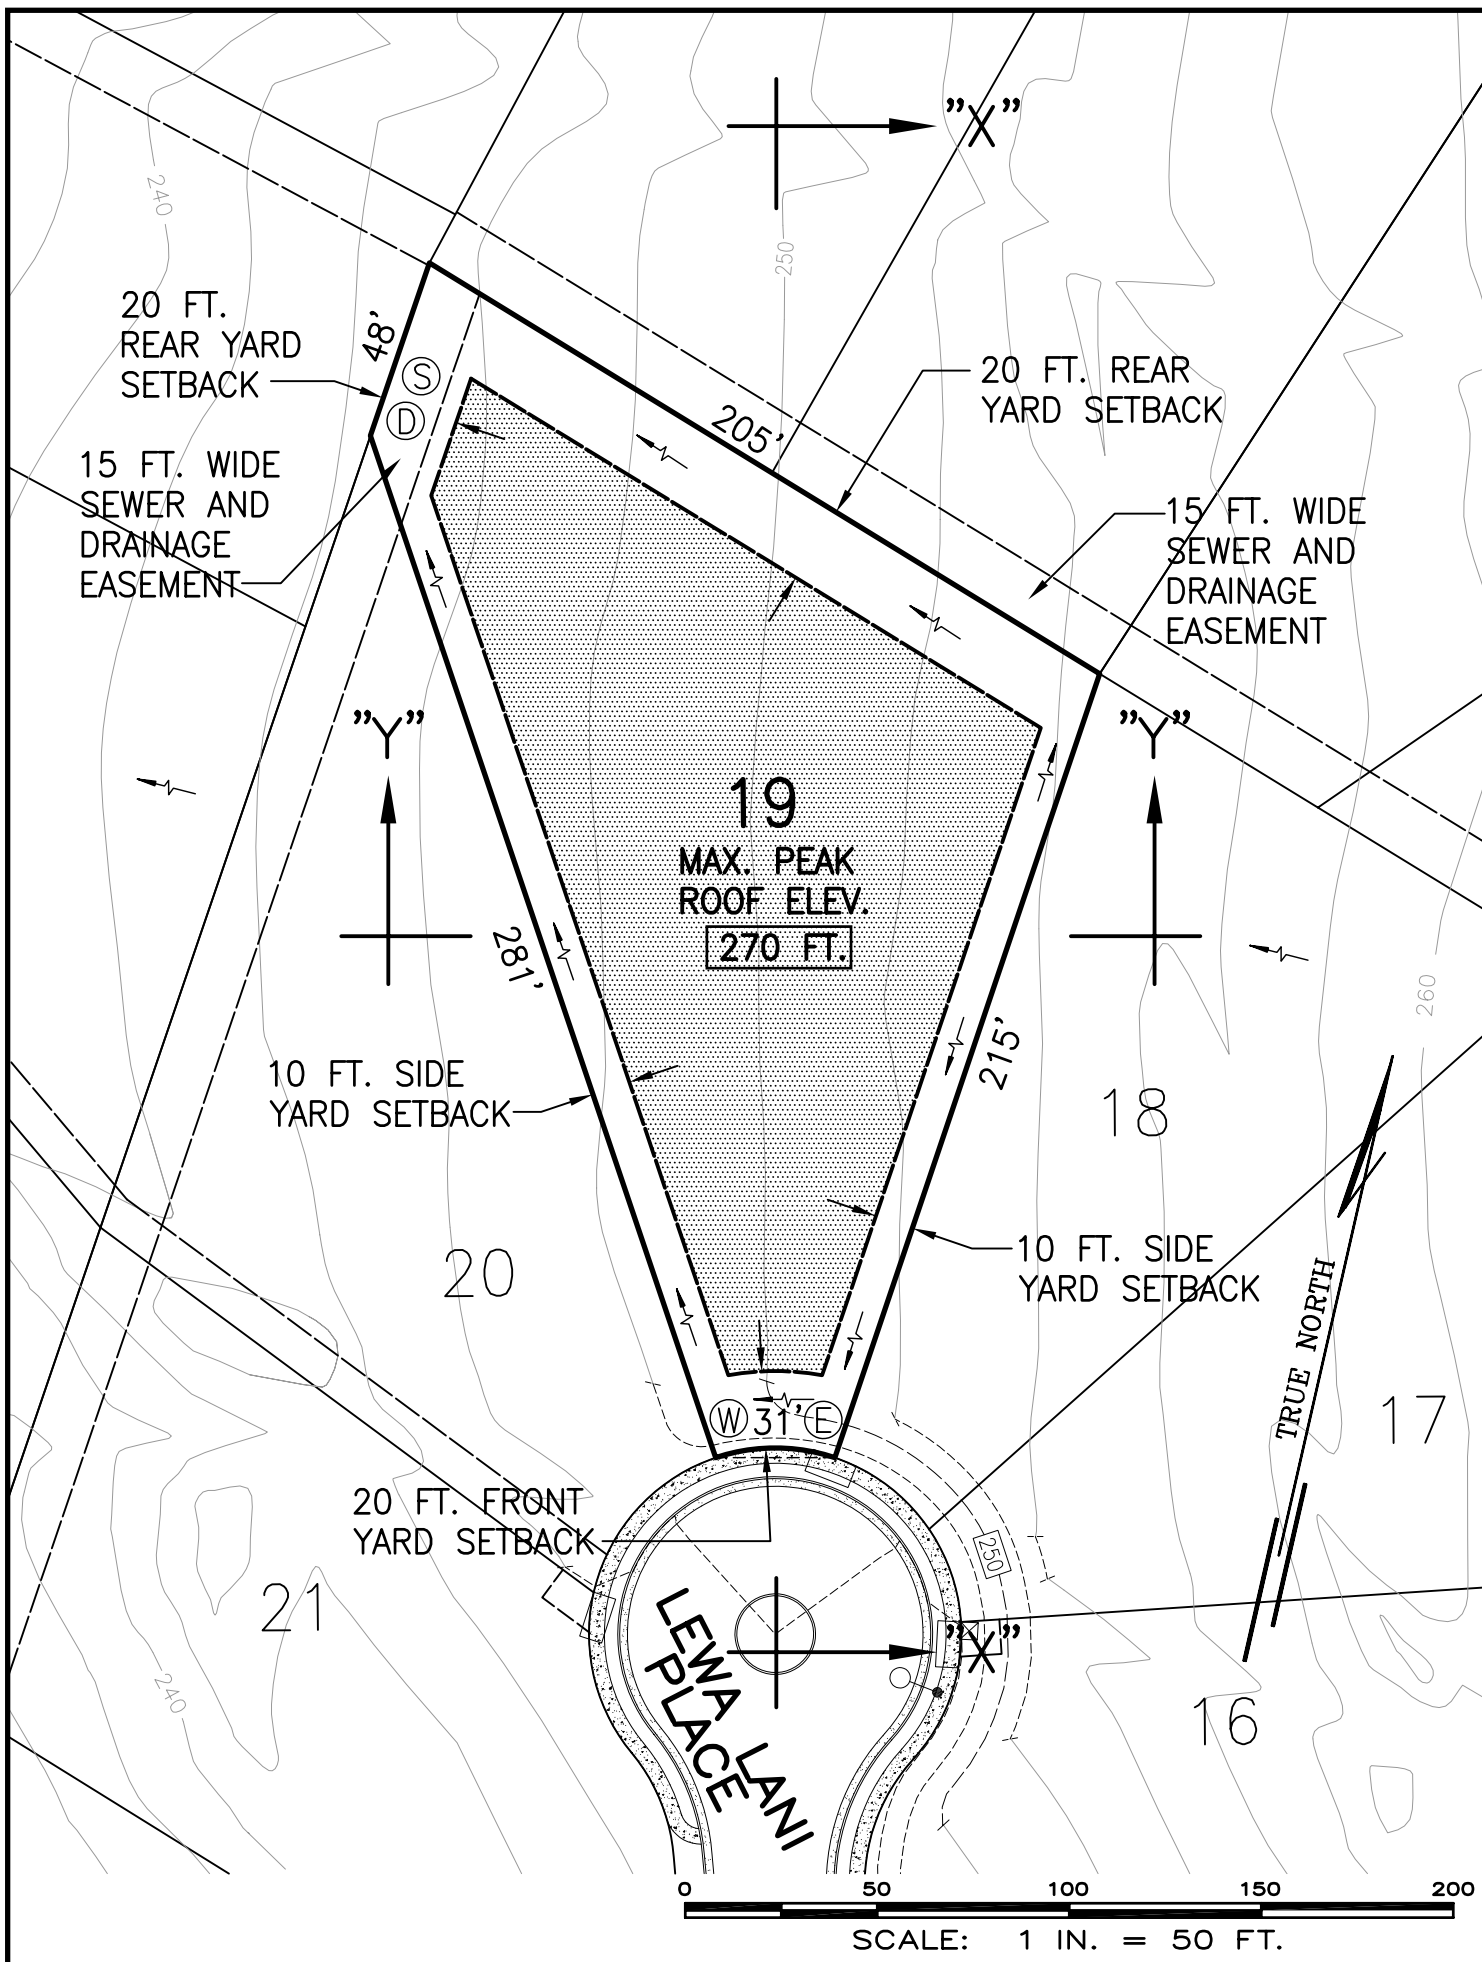 "X"
240
250
20 FT.
REAR YARD
SETBACK
48'
S
D
205'
20 FT. REAR
YARD SETBACK
15 FT. WIDE
SEWER AND
DRAINAGE
EASEMENT
15 FT. WIDE
SEWER AND
DRAINAGE
EASEMENT
"Y"
"Y"
19
MAX. PEAK
ROOF ELEV.
270 FT.
281'
215'
260
10 FT. SIDE
YARD SETBACK
18
20
10 FT. SIDE
YARD SETBACK
TRUE NORTH
17
W 31' E
20 FT. FRONT
YARD SETBACK
250
21
"X"
240
LEWA LANI
PLACE
16
0 50 100 150 200
SCALE: 1 IN. = 50 FT.